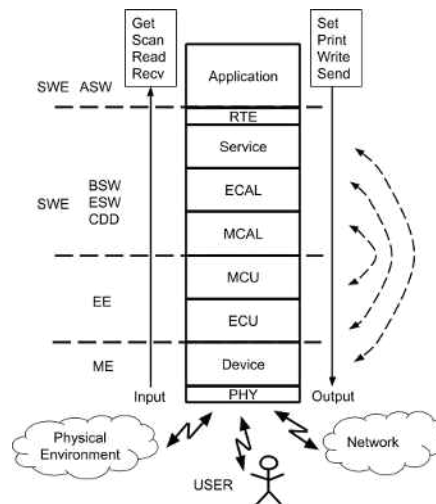 Get
Scan
Read
Recv
Set
Print
Write
Send
SWE ASW
Application
RTE
Service
SWE
BSW
ESW
CDD
ECAL
MCAL
MCU
EE
ECU
ME
Device
Input
PHY
Output
Physical
Environment
Network
USER